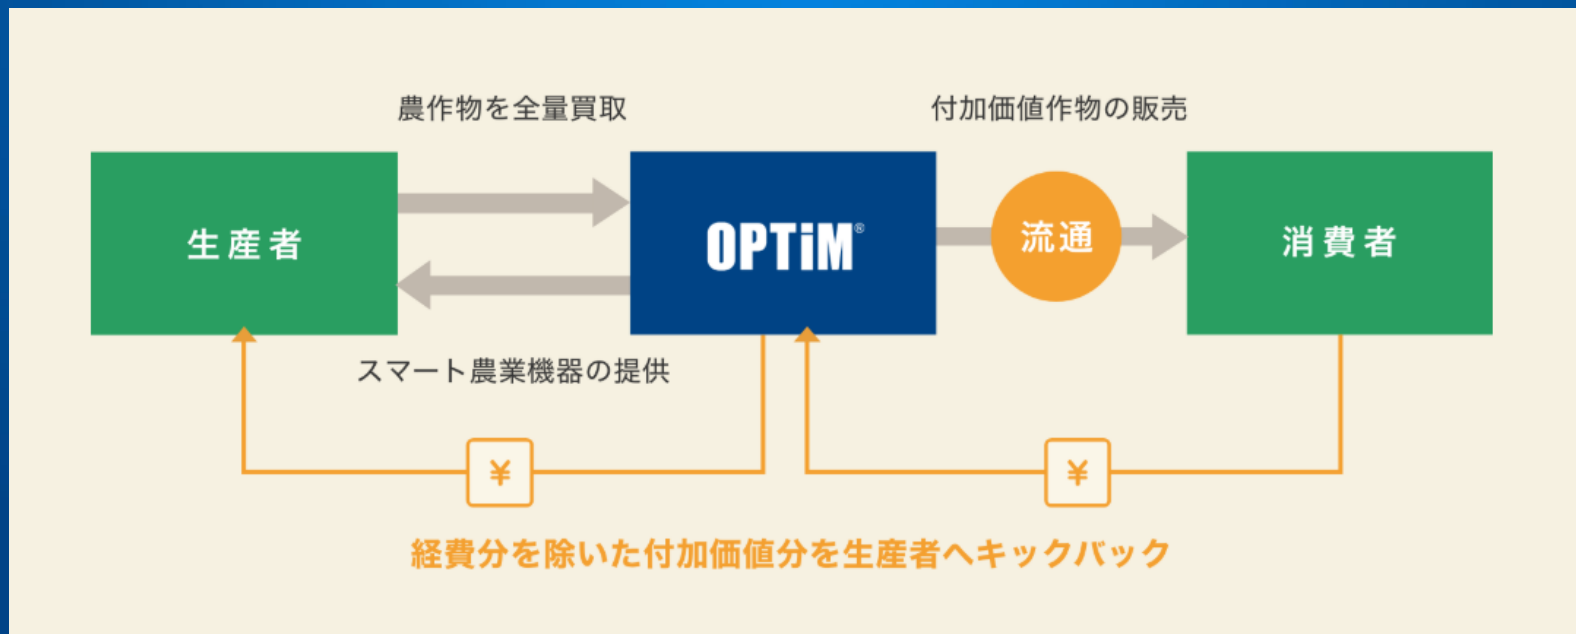 農作物を全量買取
付加価値作物の販売
生産者
OPTiM®
流通
消費者
スマート農業機器の提供
¥
¥
経費分を除いた付加価値分を生産者へキックバック